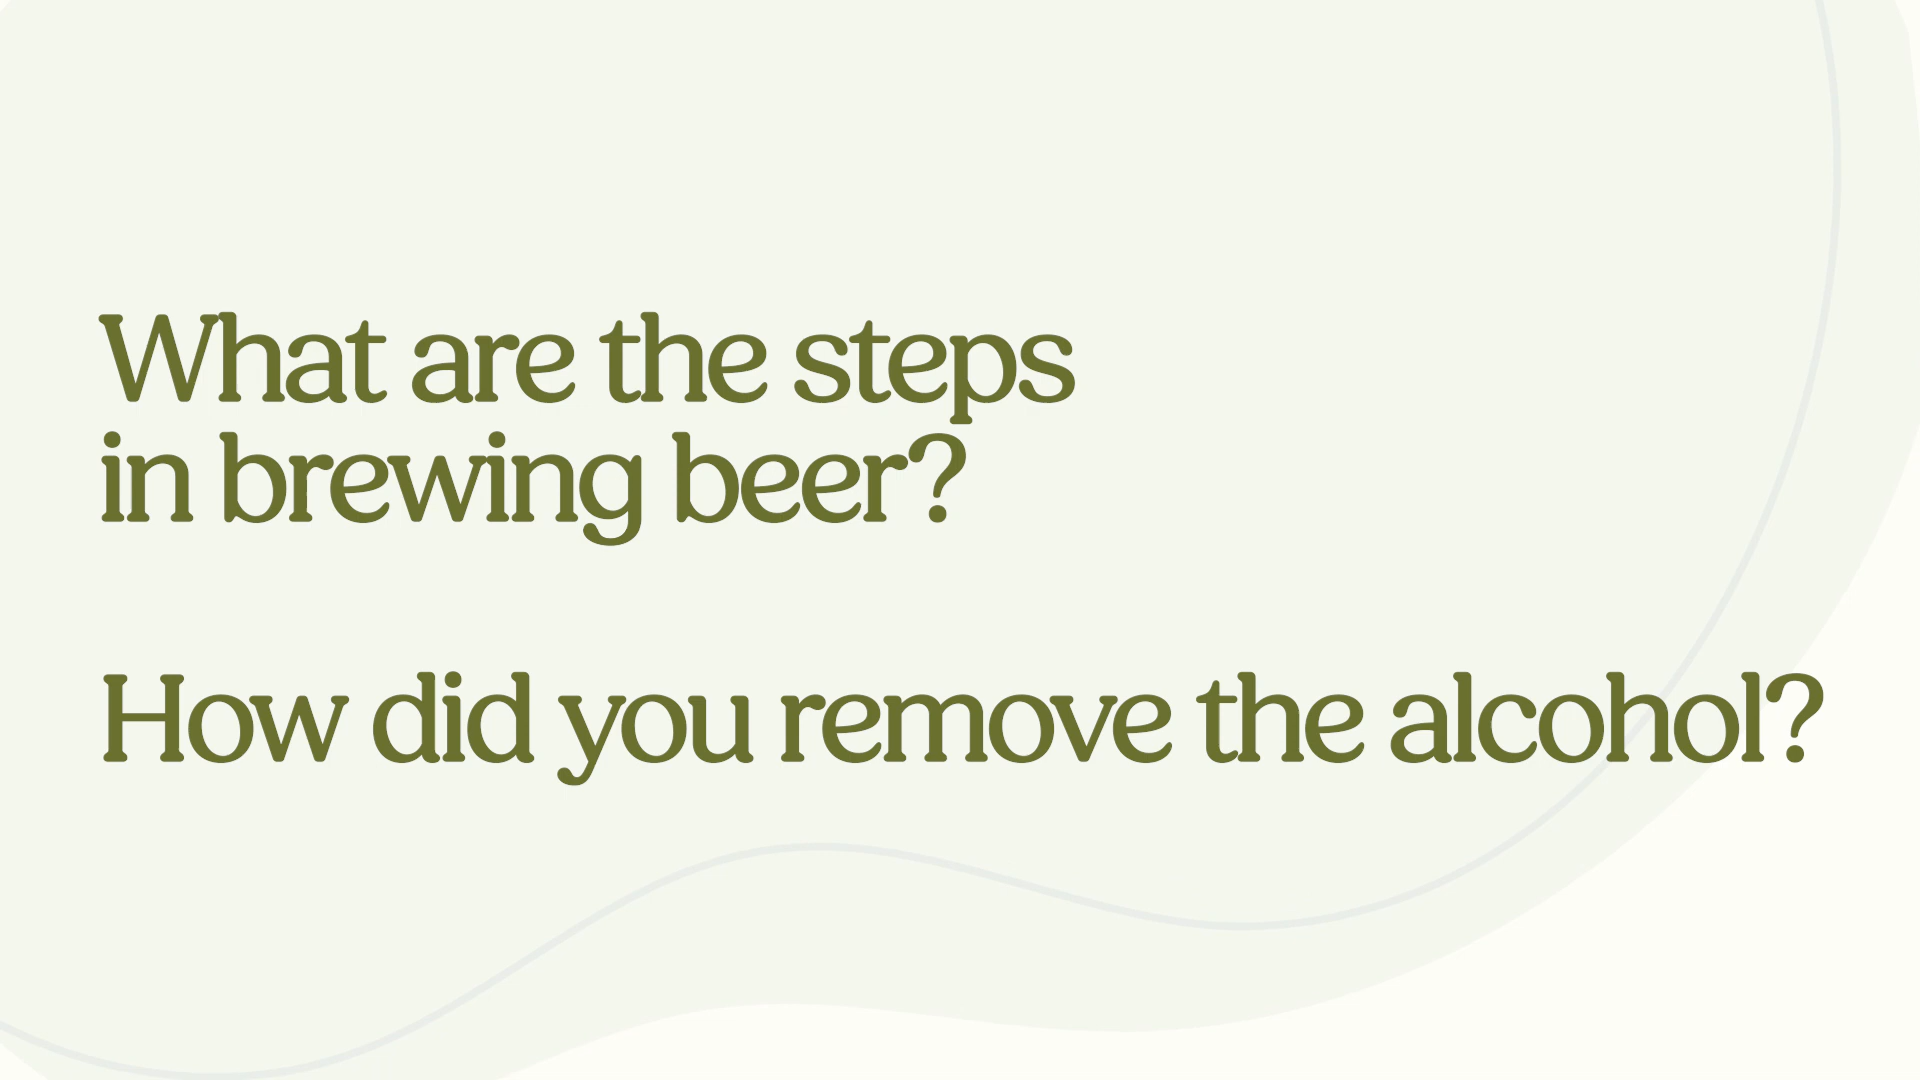 What are the steps
in brewing beer?
How did you remove the alcohol?